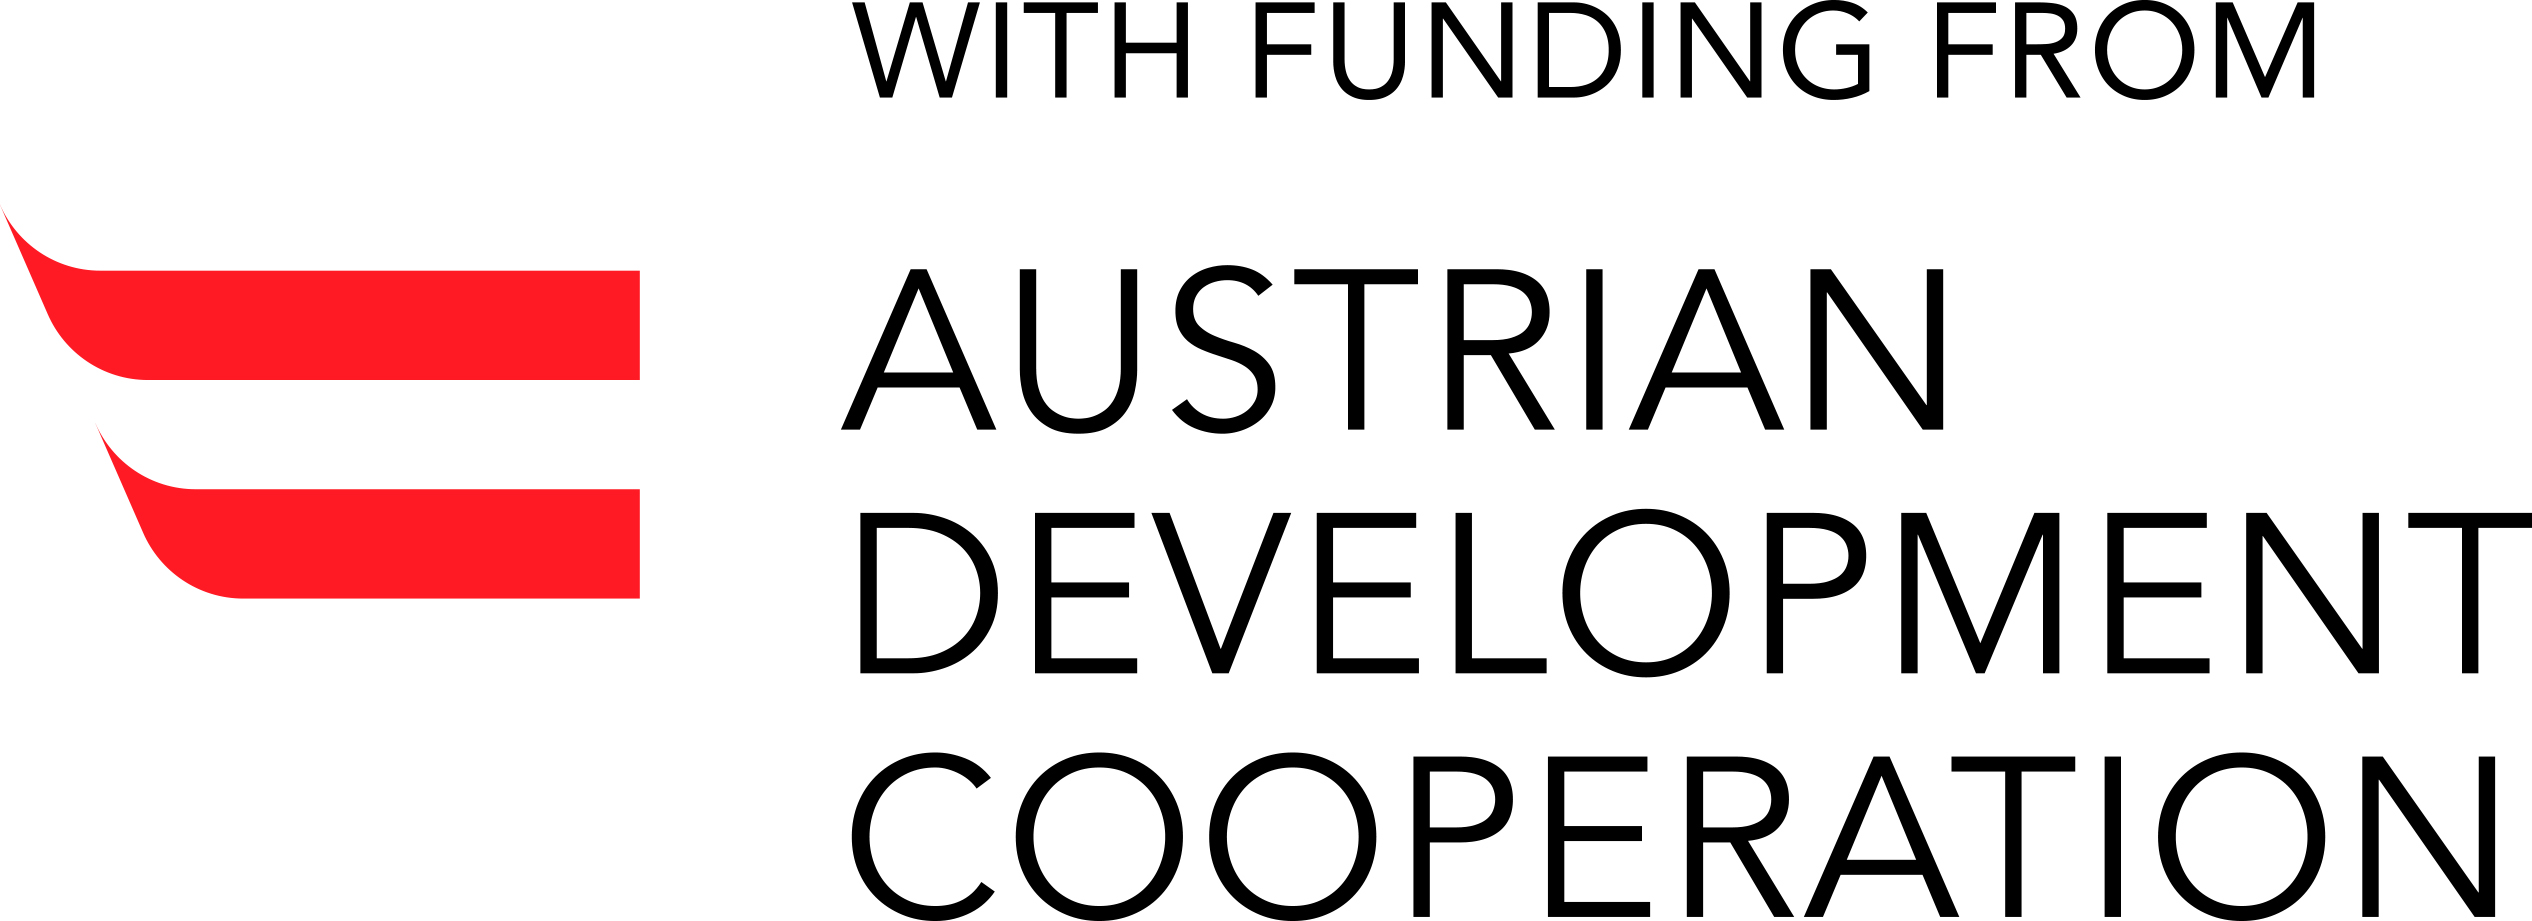 WITH FUNDING FROM
AUSTRIAN
DEVELOPMENT
COOPERATION